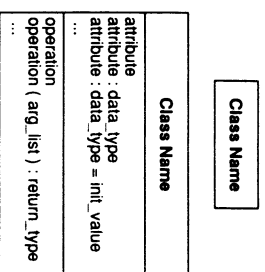 Class Name
Class Name
attribute
attribute : data_type
attribute : data_type = init_value
...
operation
operation ( arg_list ) : return_type
...